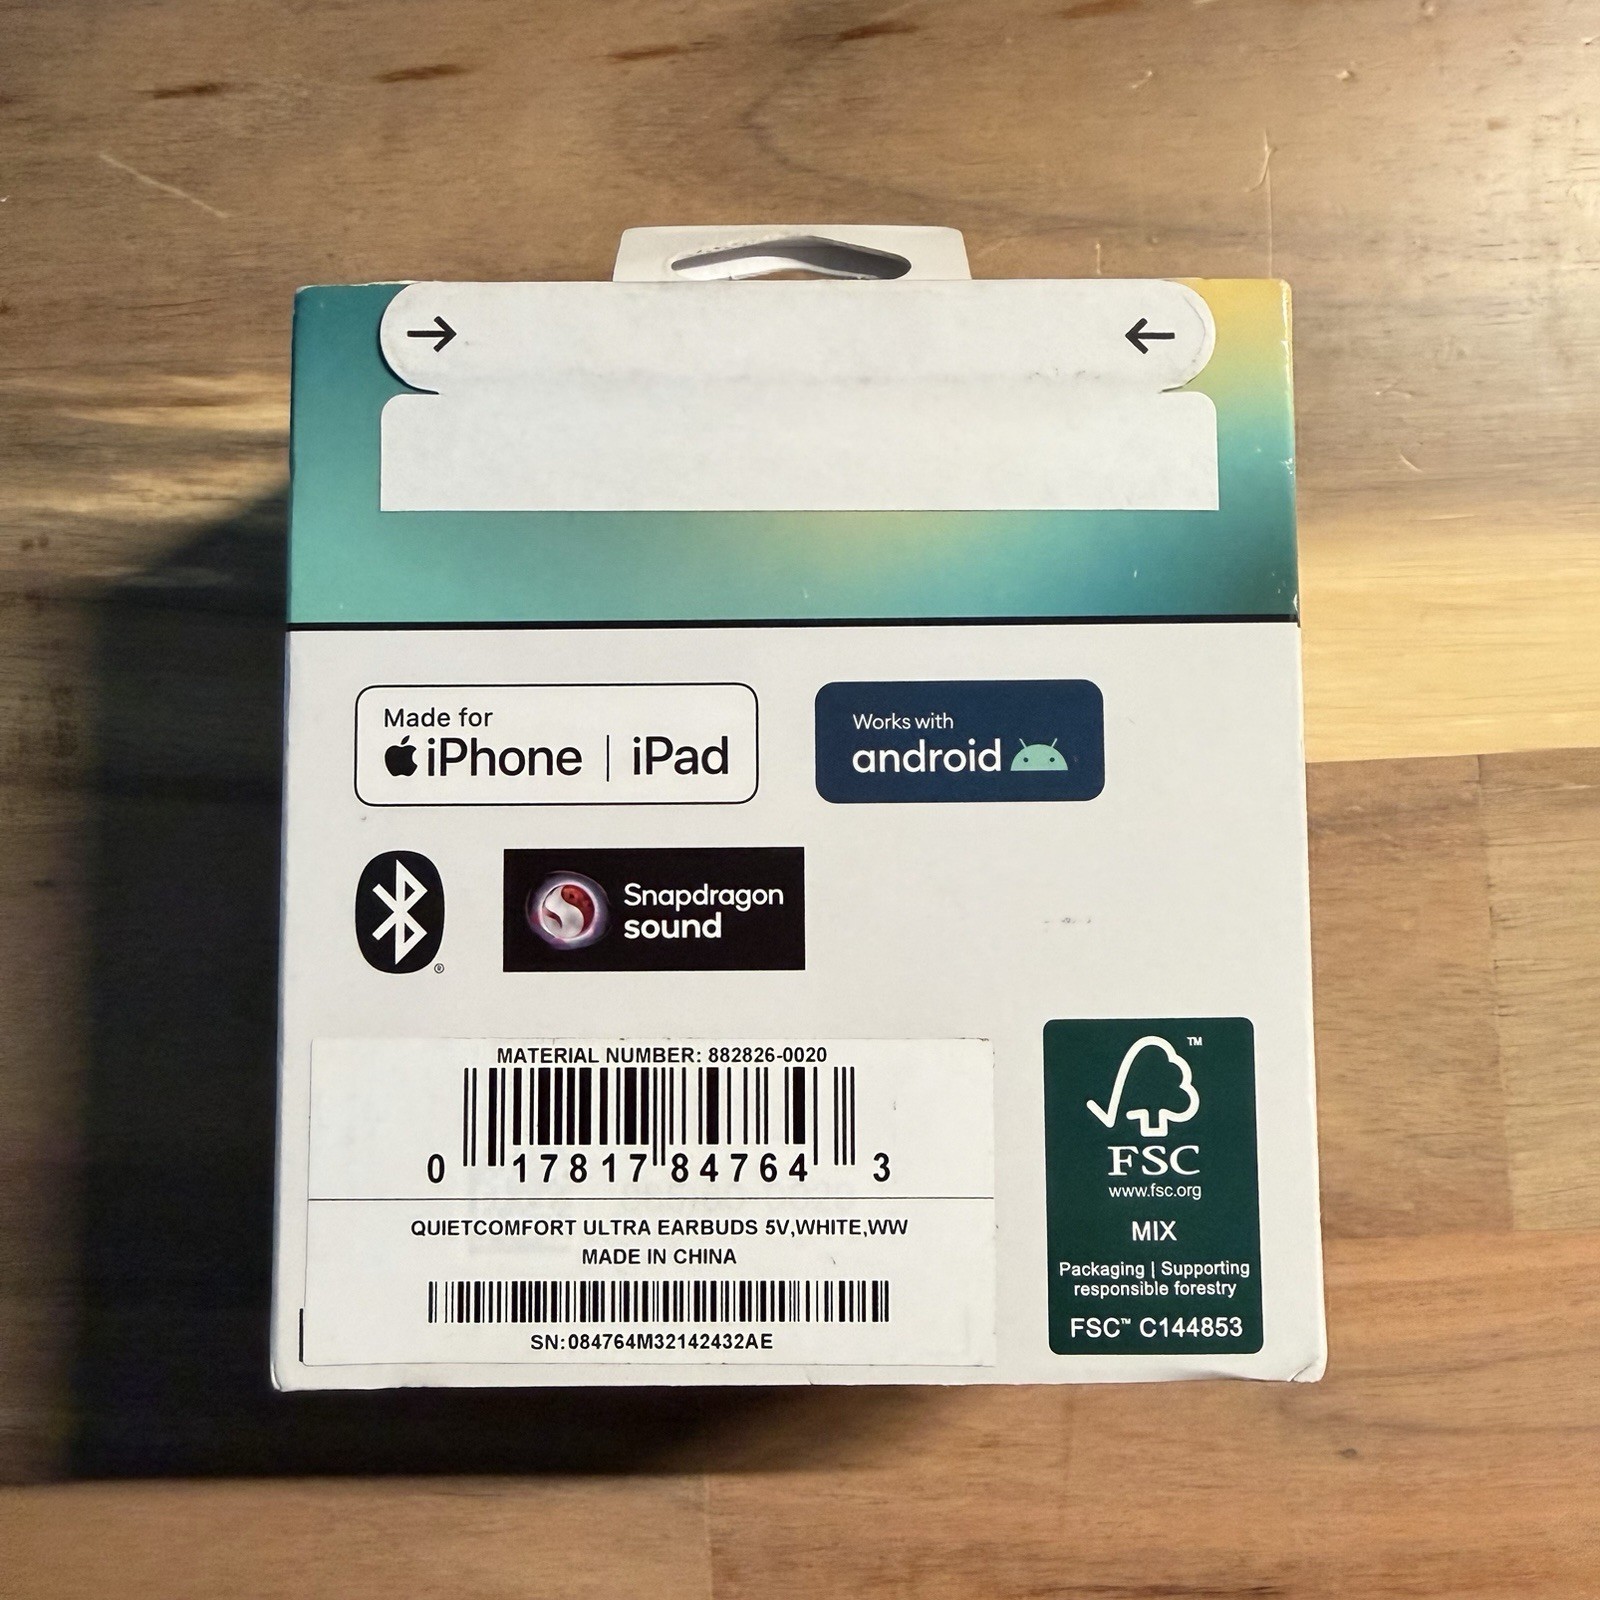 Made for
iPhone | iPad
Works with
android
Snapdragon
sound
MATERIAL NUMBER: 882826-0020
0 17817 84764 3
QUIETCOMFORT ULTRA EARBUDS 5V,WHITE,WW
MADE IN CHINA
SN:084764M32142432AE
™
FSC
www.fsc.org
MIX
Packaging | Supporting
responsible forestry
FSC™ C144853